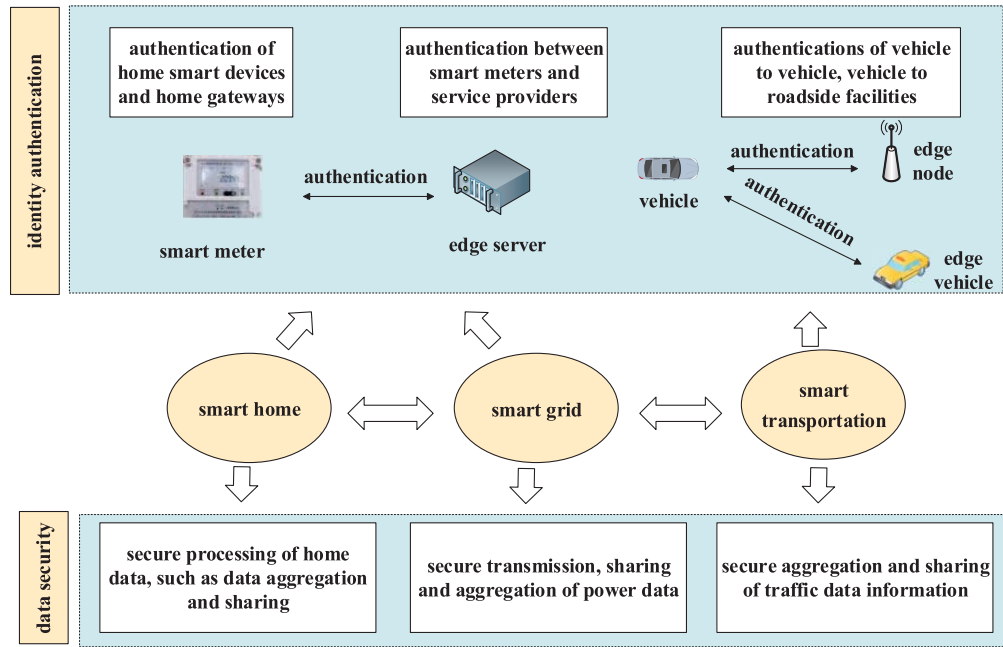 identity authentication
authentication of
home smart devices
and home gateways
authentication between
smart meters and
service providers
authentications of vehicle
to vehicle, vehicle to
roadside facilities
authentication
smart meter
edge server
authentication
vehicle
edge
node
authentication
edge
vehicle
smart home
smart grid
smart
transportation
data security
secure processing of home
data, such as data aggregation
and sharing
secure transmission, sharing
and aggregation of power data
secure aggregation and sharing
of traffic data information